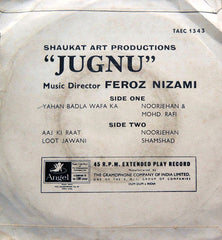 TAEC 1343
SHAUKAT ART PRODUCTIONS
"JUGNU"
Music Director FEROZ NIZAMI
SIDE ONE
YAHAN BADLA WAFA KA NOORJEHAN &
MOHD. RAFI
SIDE TWO
AAJ KI RAAT NOORJEHAN
LOOT JAWANI SHAMSHAD
Angel
45 R.P.M. EXTENDED PLAY RECORD
THE GRAMOPHONE COMPANY OF INDIA LIMITED,